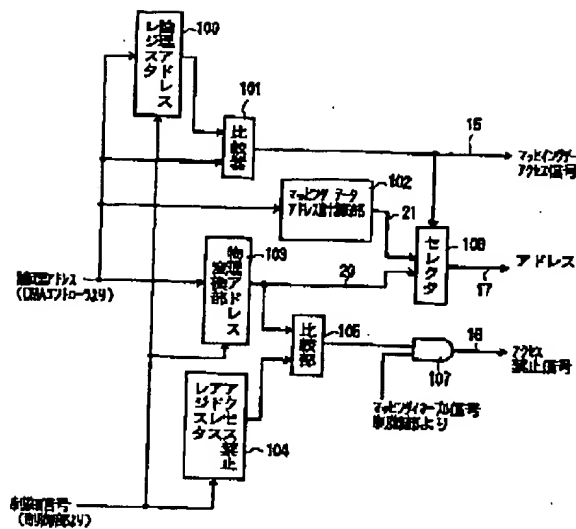 100
論理アドレス
レジスタ
101
比較部
15
マッピングデータ
アクセス信号
102
マッピングデータ
アドレス計算部
21
103
物理アドレス
変換部
108
セレクタ
論理アドレス
(DMAコントローラより)
20
アドレス
17
105
比較部
16
アクセス
禁止信号
107
マッピングイネーブル信号
制御部より
アクセス禁止
アドレス
レジスタ
104
制御信号
(制御部より)